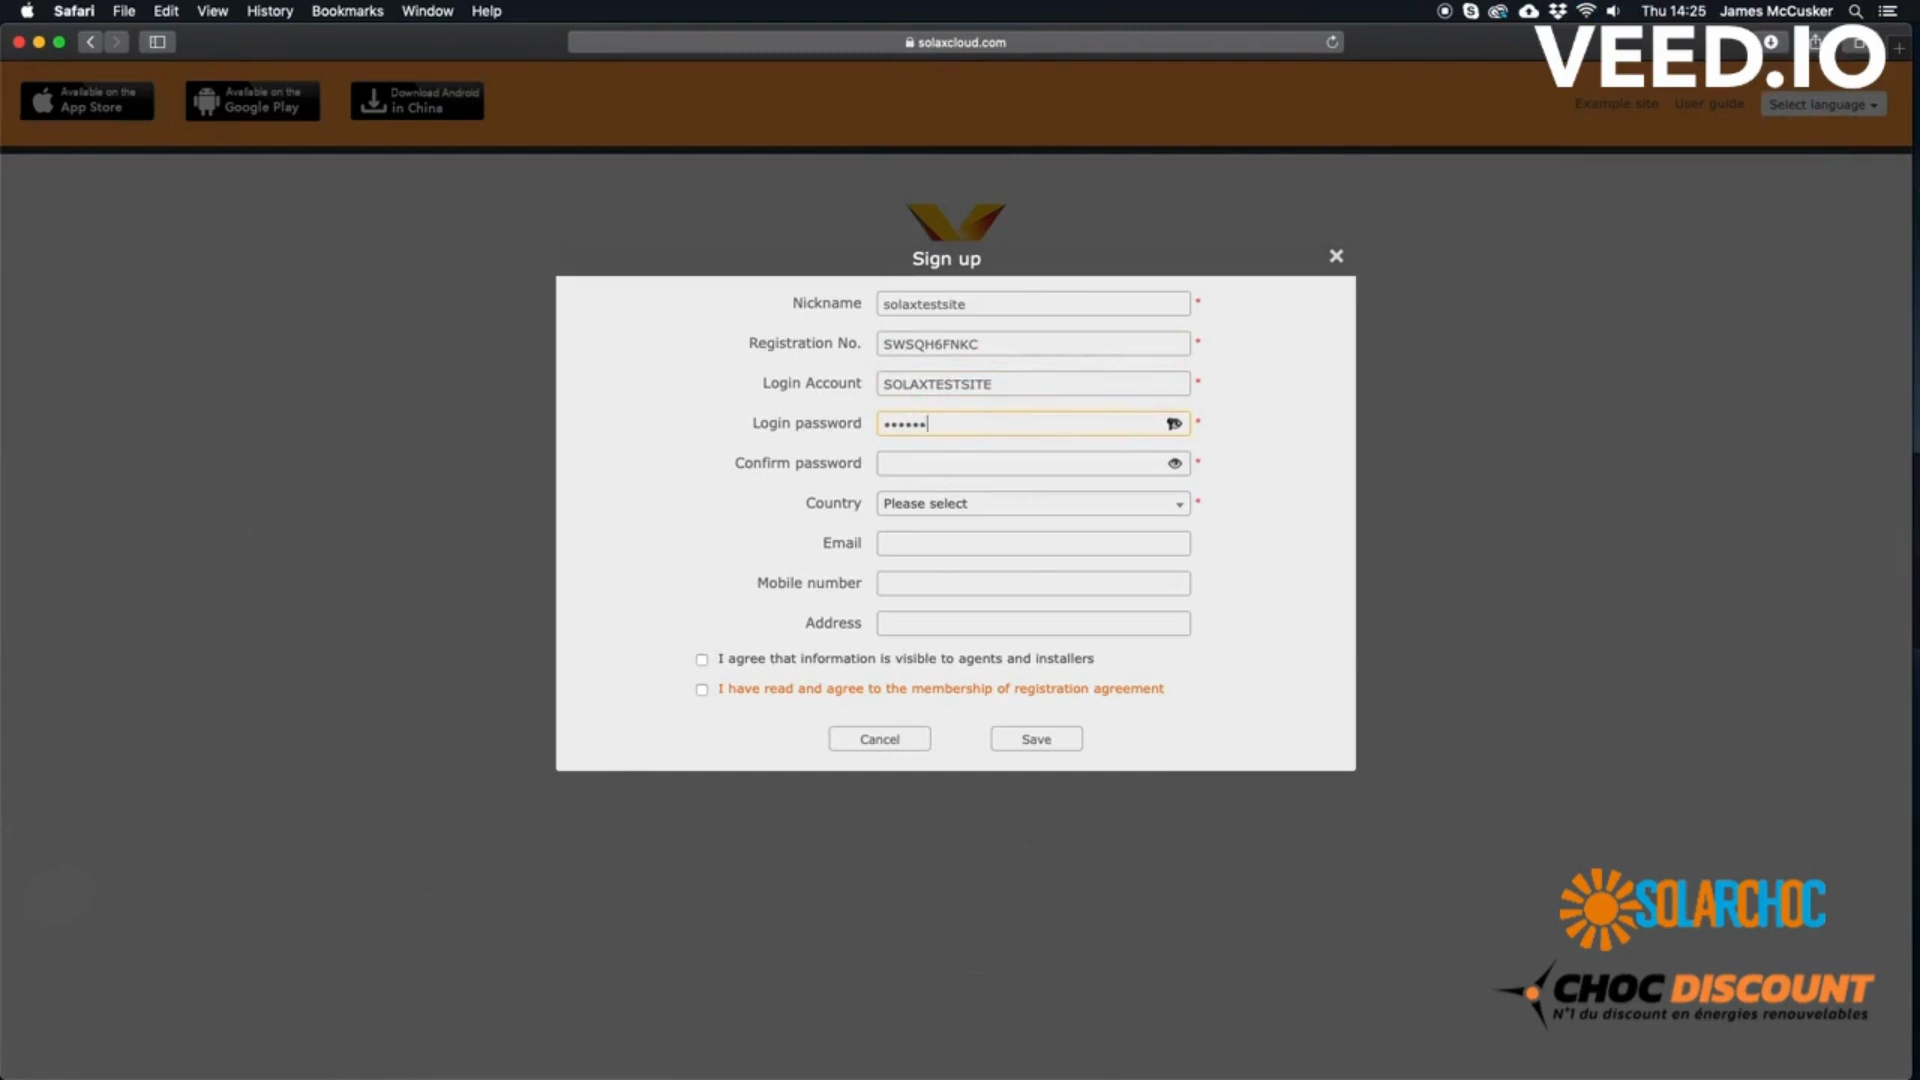 Safari File Edit View History Bookmarks Window Help
Thu 14:25 James McCusker
solaxcloud.com
VEED.IO
Available on the
App Store
Available on the
Google Play
Download Android
in China
Example site User guide Select language
Sign up
Nickname solaxtestsite *
Registration No. SWSQH6FNKC *
Login Account SOLAXTESTSITE *
Login password •••••• *
Confirm password *
Country Please select *
Email
Mobile number
Address
I agree that information is visible to agents and installers
I have read and agree to the membership of registration agreement
Cancel Save
SOLARCHOC
CHOC DISCOUNT
N°1 du discount en énergies renouvelables